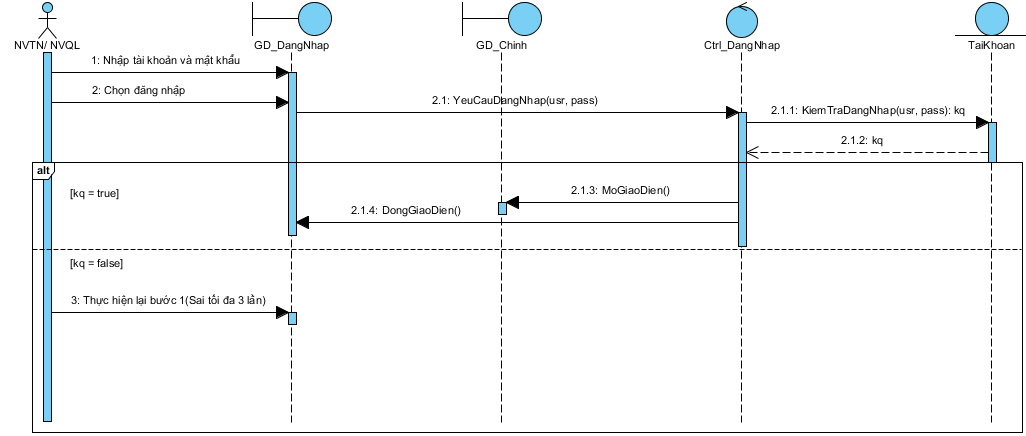 NVTN/ NVQL
GD_DangNhap
GD_Chinh
Ctrl_DangNhap
TaiKhoan
1: Nhập tài khoản và mật khẩu
2: Chọn đăng nhập
2.1: YeuCauDangNhap(usr, pass)
2.1.1: KiemTraDangNhap(usr, pass): kq
2.1.2: kq
alt
[kq = true]
2.1.3: MoGiaoDien()
2.1.4: DongGiaoDien()
[kq = false]
3: Thực hiện lại bước 1(Sai tối đa 3 lần)